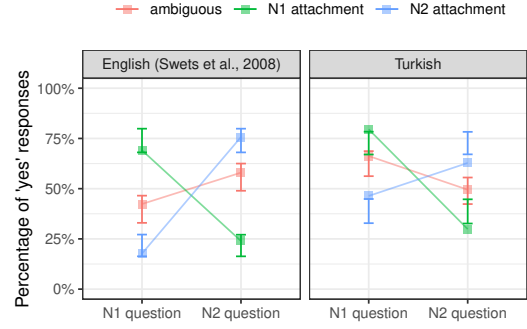 ambiguous N1 attachment N2 attachment
English (Swets et al., 2008) Turkish
Percentage of 'yes' responses
100%
75%
50%
25%
0%
N1 question N2 question N1 question N2 question